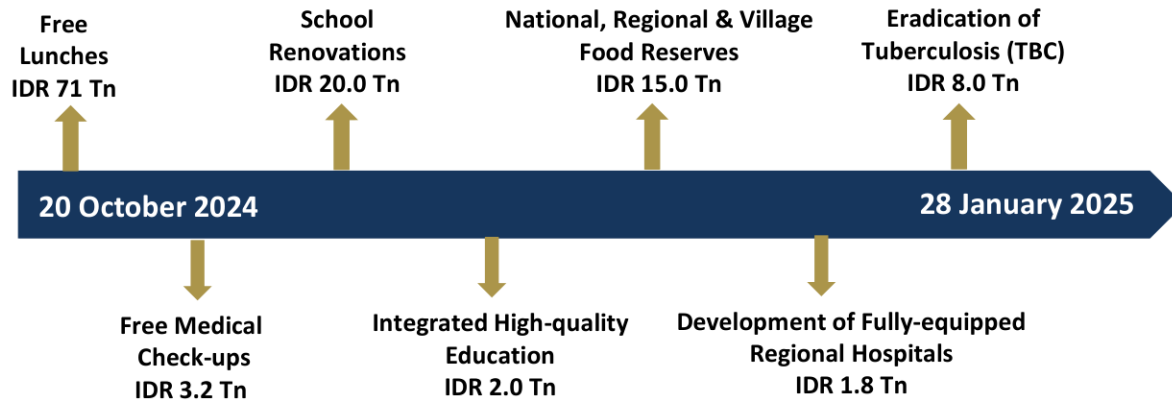 Free
Lunches
IDR 71 Tn
School
Renovations
IDR 20.0 Tn
National, Regional & Village
Food Reserves
IDR 15.0 Tn
Eradication of
Tuberculosis (TBC)
IDR 8.0 Tn
20 October 2024
28 January 2025
Free Medical
Check-ups
IDR 3.2 Tn
Integrated High-quality
Education
IDR 2.0 Tn
Development of Fully-equipped
Regional Hospitals
IDR 1.8 Tn